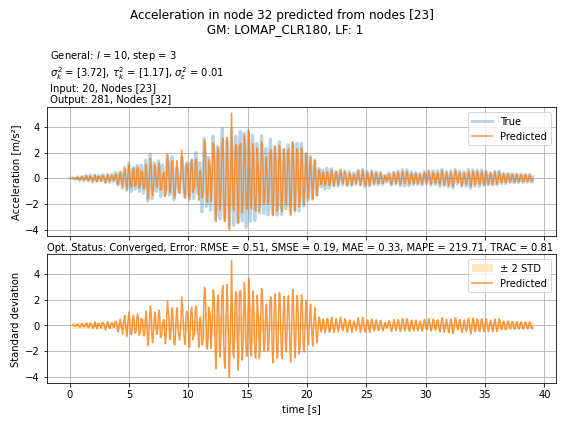 Acceleration in node 32 predicted from nodes [23]
GM: LOMAP_CLR180, LF: 1
General: l = 10, step = 3
σ²ₖ = [3.72], τ²ₖ = [1.17], σ²ε = 0.01
Input: 20, Nodes [23]
Output: 281, Nodes [32]
Acceleration [m/s²]
4
2
0
−2
−4
True
Predicted
Opt. Status: Converged, Error: RMSE = 0.51, SMSE = 0.19, MAE = 0.33, MAPE = 219.71, TRAC = 0.81
Standard deviation
4
2
0
−2
−4
± 2 STD
Predicted
0 5 10 15 20 25 30 35 40
time [s]